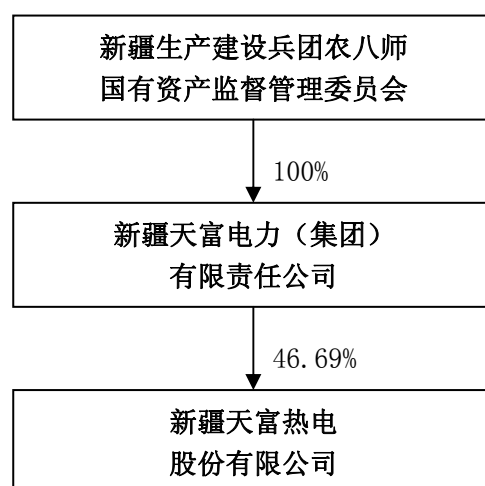 新疆生产建设兵团农八师
国有资产监督管理委员会
100%
新疆天富电力（集团）
有限责任公司
46.69%
新疆天富热电
股份有限公司